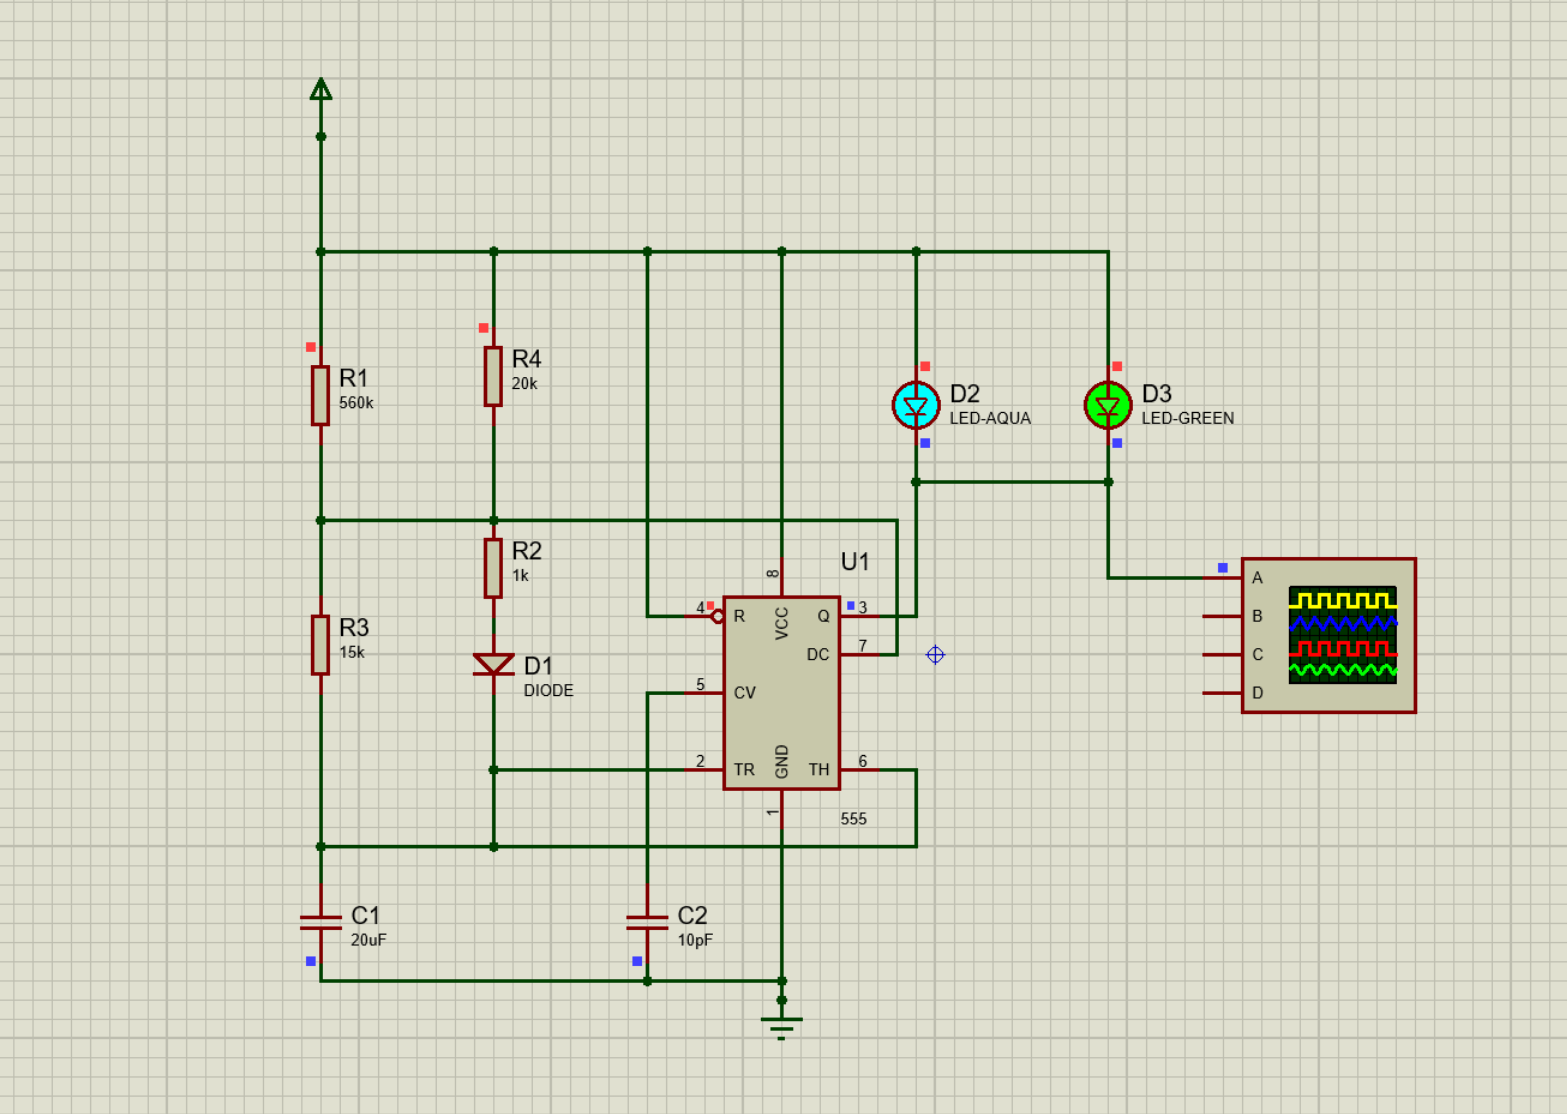 R1
560k
R4
20k
D2
LED-AQUA
D3
LED-GREEN
R2
1k
R3
15k
D1
DIODE
U1
8
4
R
VCC
Q
3
DC
7
5
CV
2
TR
GND
TH
6
1
555
A
B
C
D
C1
20uF
C2
10pF